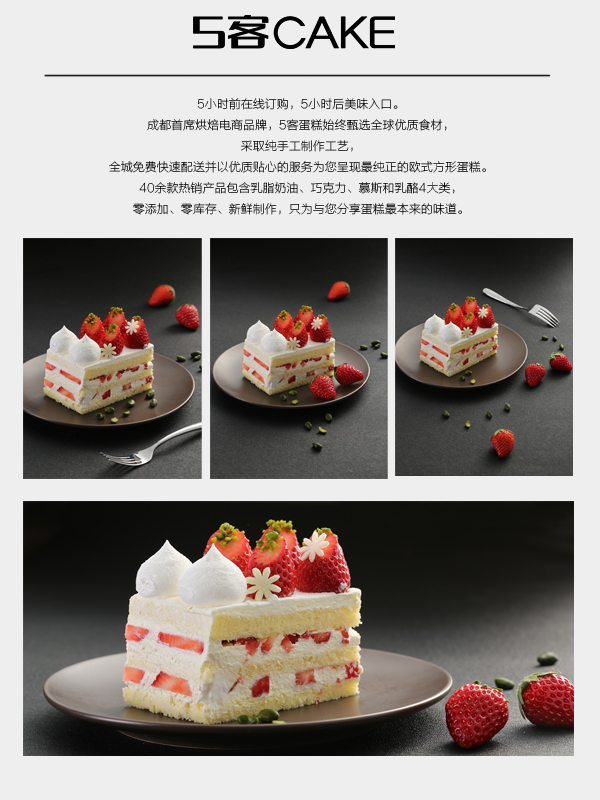 5客CAKE
5小时前在线订购，5小时后美味入口。
成都首席烘焙电商品牌，5客蛋糕始终甄选全球优质食材，
采取纯手工制作工艺，
全城免费快速配送并以优质贴心的服务为您呈现最纯正的欧式方形蛋糕。
40余款热销产品包含乳脂奶油、巧克力、慕斯和乳酪4大类，
零添加、零库存、新鲜制作，只为与您分享蛋糕最本来的味道。